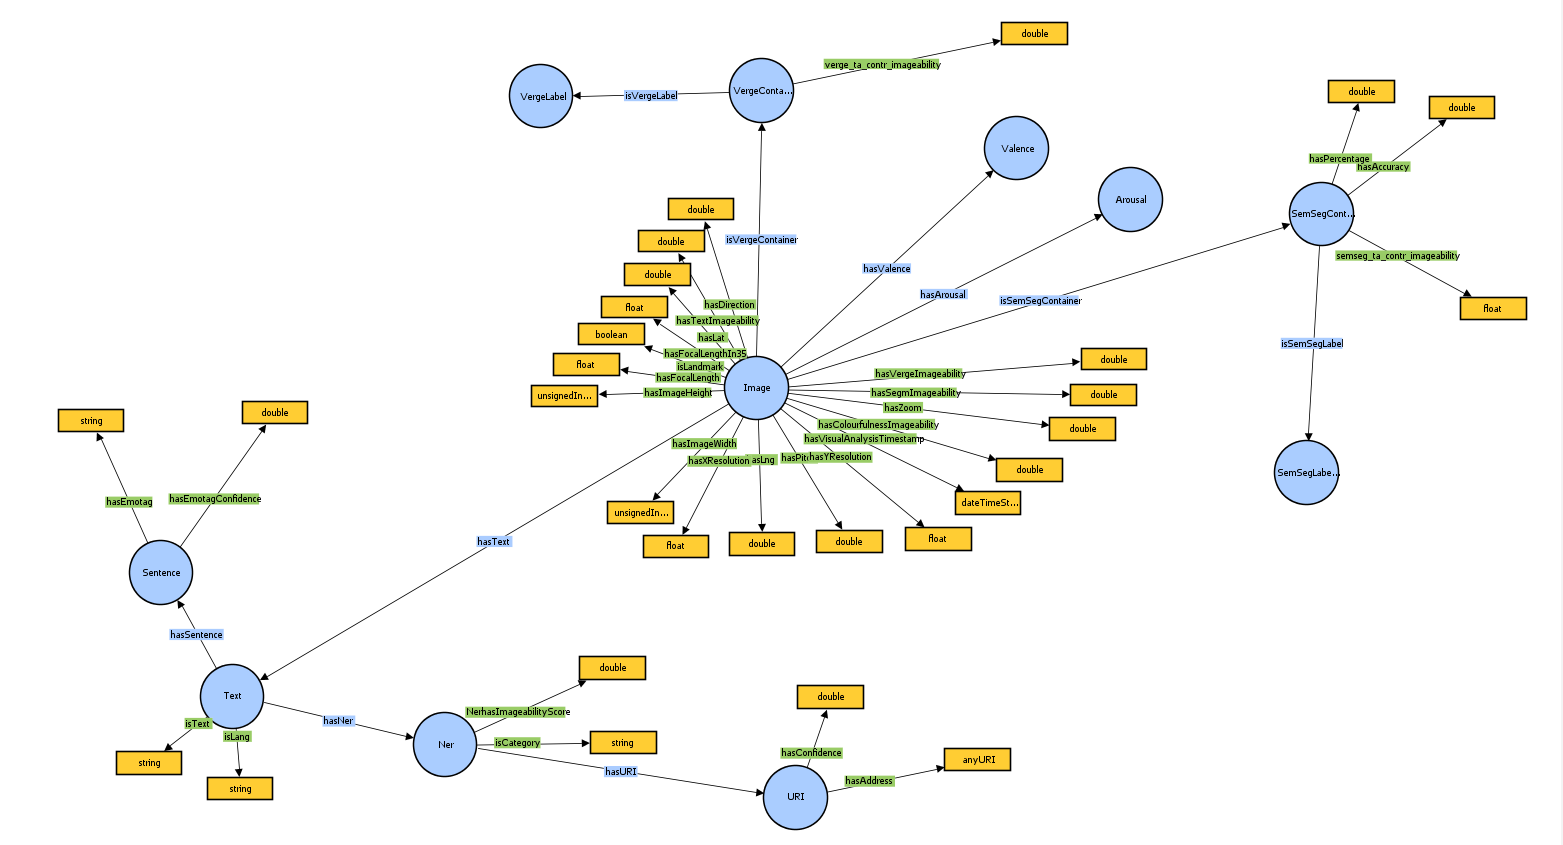 double
verge_ta_contr_imageability
VergeLabel
isVergeLabel
VergeConta...
double
double
hasPercentage
hasAccuracy
Valence
Arousal
SemSegCont...
semseg_ta_contr_imageability
float
double
double
double
float
boolean
float
unsignedIn...
isVergeContainer
hasValence
hasArousal
isSemSegContainer
isSemSegLabel
hasDirection
hasTextImageability
hasLat
hasFocalLengthIn35
isLandmark
hasFocalLength
hasImageHeight
Image
hasVergeImageability
double
hasSegmImageability
double
hasZoom
double
hasColourfulnessImageability
hasVisualAnalysisTimestamp
double
dateTimeSt...
hasImageWidth
hasXResolution
asLng
hasYResolution
unsignedIn...
float
double
double
float
SemSegLabe...
string
double
hasEmotag
hasEmotagConfidence
hasText
Sentence
hasSentence
Text
isText
isLang
string
string
hasNer
Ner
NerhasImageabilityScore
double
isCategory
string
hasURI
URI
hasConfidence
double
hasAddress
anyURI